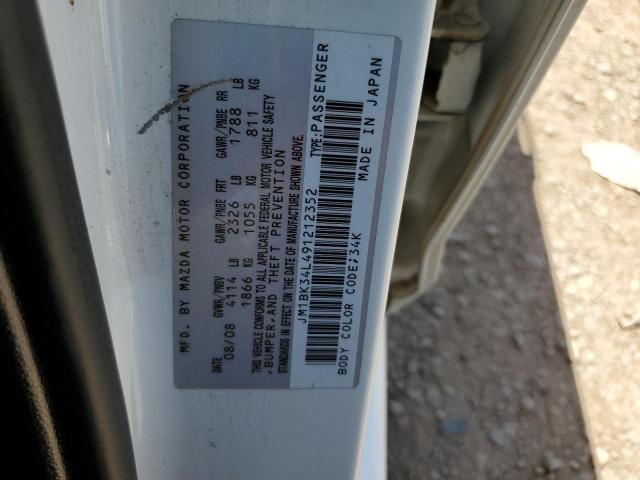 MFD. BY MAZDA MOTOR CORPORATION
DATE GVWR/PNBV GAWR/PNBE FRT GAWR/PNBE RR
08/08 4114 LB 2326 LB 1788 LB
1866 KG 1055 KG 811 KG
THIS VEHICLE CONFORMS TO ALL APPLICABLE FEDERAL MOTOR VEHICLE SAFETY
, BUMPER, AND THEFT PREVENTION
STANDARDS IN EFFECT ON THE DATE OF MANUFACTURE SHOWN ABOVE.
JM1BK34L491212352 TYPE:PASSENGER
BODY COLOR CODE:34K MADE IN JAPAN